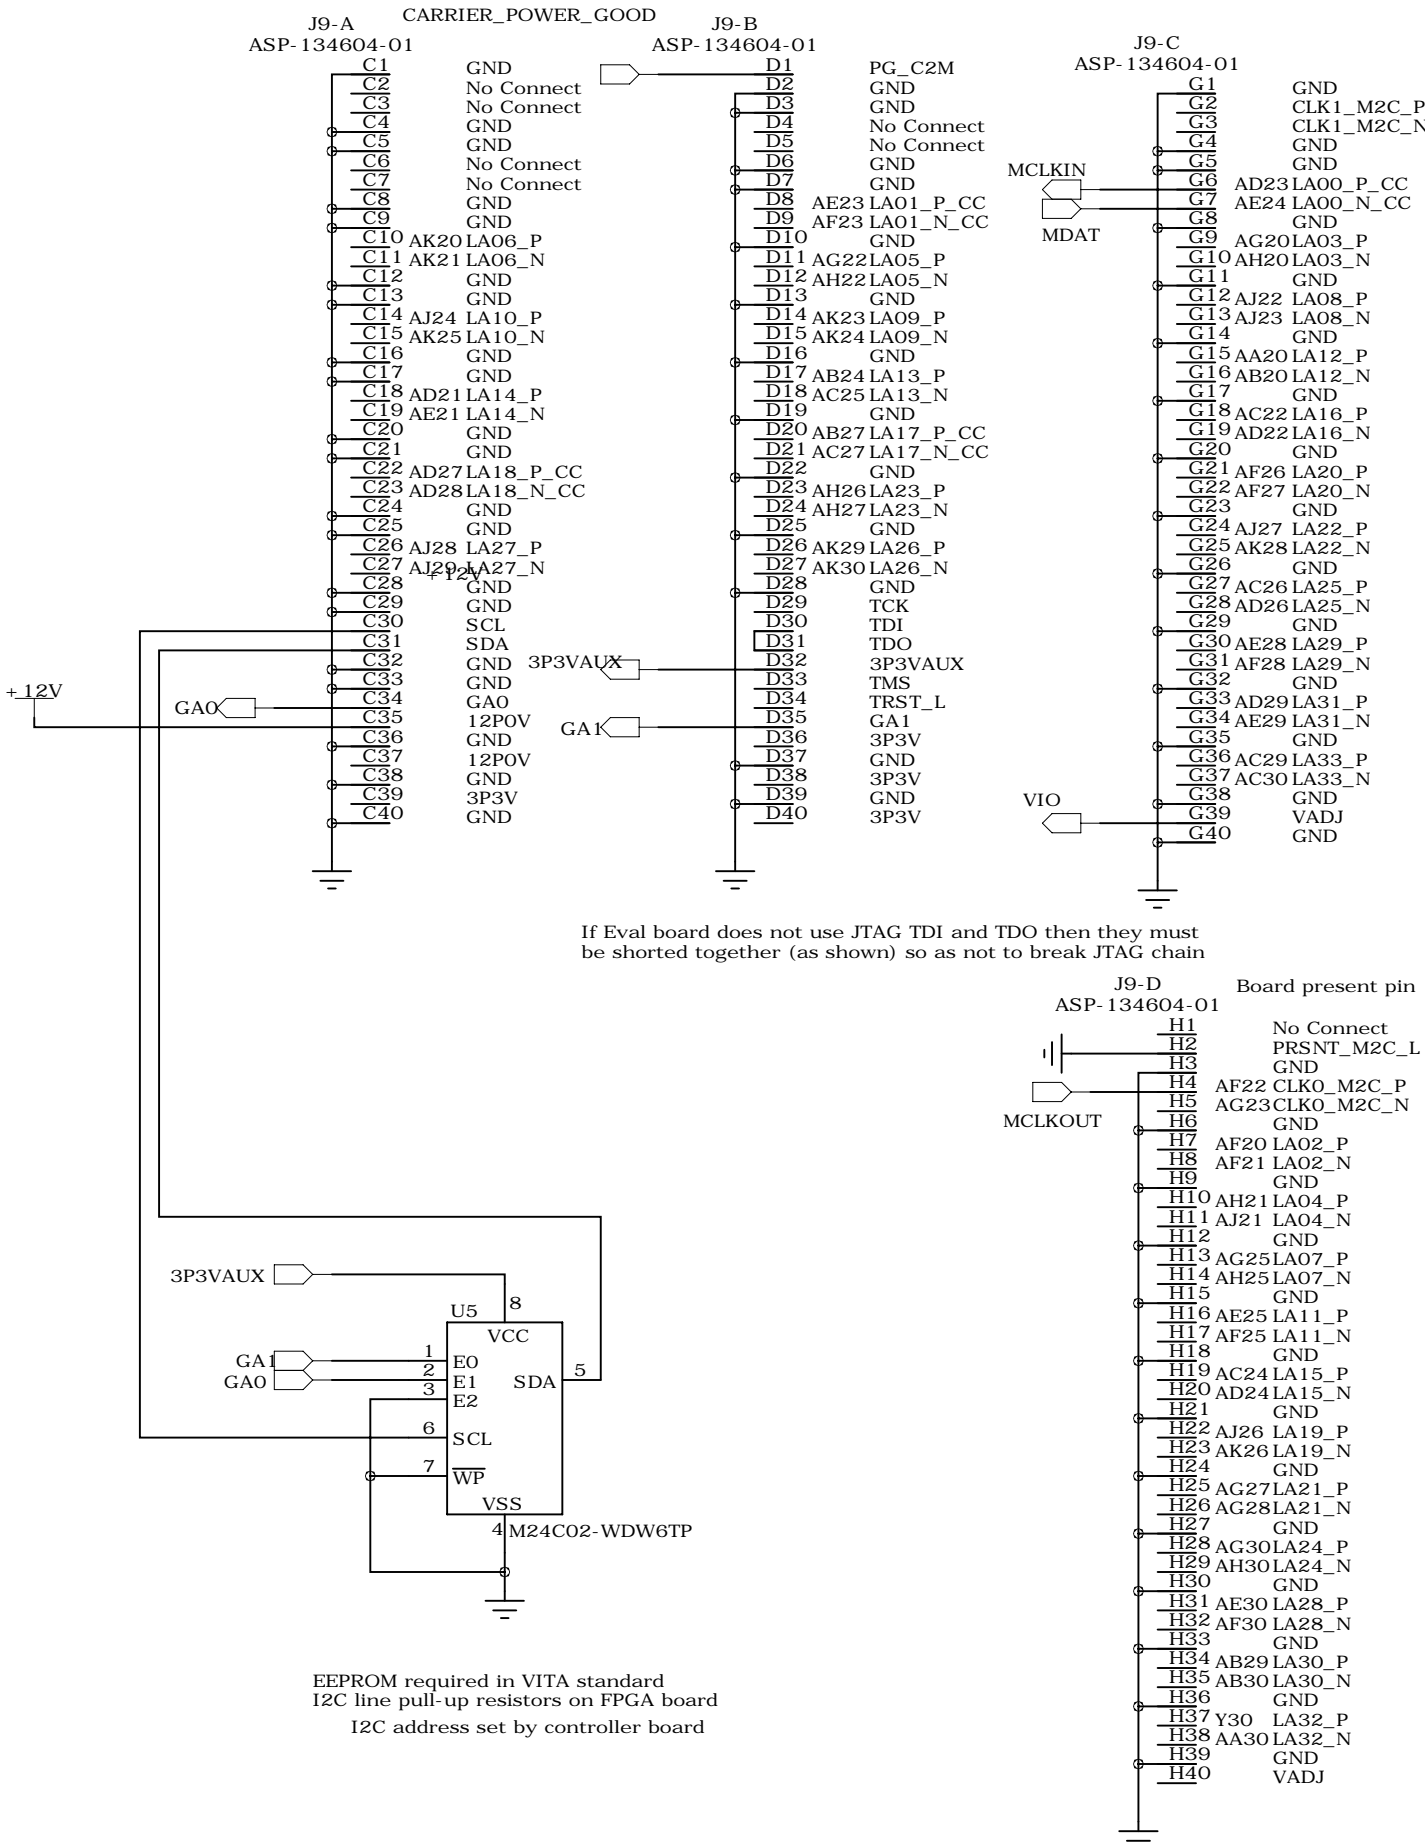 CARRIER_POWER_GOOD
J9-A
ASP-134604-01
C1 GND
C2 No Connect
C3 No Connect
C4 GND
C5 GND
C6 No Connect
C7 No Connect
C8 GND
C9 GND
C10 AK20 LA06_P
C11 AK21 LA06_N
C12 GND
C13 GND
C14 AJ24 LA10_P
C15 AK25 LA10_N
C16 GND
C17 GND
C18 AD21 LA14_P
C19 AE21 LA14_N
C20 GND
C21 GND
C22 AD27 LA18_P_CC
C23 AD28 LA18_N_CC
C24 GND
C25 GND
C26 AJ28 LA27_P
C27 AJ29 LA27_N
+12V
C28 GND
C29 GND
C30 SCL
C31 SDA
C32 GND
C33 GND
+12V
GA0
C34 GA0
C35 12P0V
C36 GND
C37 12P0V
C38 GND
C39 3P3V
C40 GND
J9-B
ASP-134604-01
D1 PG_C2M
D2 GND
D3 GND
D4 No Connect
D5 No Connect
D6 GND
D7 GND
D8 AE23 LA01_P_CC
D9 AF23 LA01_N_CC
D10 GND
D11 AG22 LA05_P
D12 AH22 LA05_N
D13 GND
D14 AK23 LA09_P
D15 AK24 LA09_N
D16 GND
D17 AB24 LA13_P
D18 AC25 LA13_N
D19 GND
D20 AB27 LA17_P_CC
D21 AC27 LA17_N_CC
D22 GND
D23 AH26 LA23_P
D24 AH27 LA23_N
D25 GND
D26 AK29 LA26_P
D27 AK30 LA26_N
D28 GND
D29 TCK
D30 TDI
D31 TDO
3P3VAUX
D32 3P3VAUX
D33 TMS
D34 TRST_L
GA1
D35 GA1
D36 3P3V
D37 GND
D38 3P3V
D39 GND
D40 3P3V
J9-C
ASP-134604-01
G1 GND
G2 CLK1_M2C_P
G3 CLK1_M2C_N
G4 GND
G5 GND
MCLKIN
G6 AD23 LA00_P_CC
G7 AE24 LA00_N_CC
MDAT
G8 GND
G9 AG20 LA03_P
G10 AH20 LA03_N
G11 GND
G12 AJ22 LA08_P
G13 AJ23 LA08_N
G14 GND
G15 AA20 LA12_P
G16 AB20 LA12_N
G17 GND
G18 AC22 LA16_P
G19 AD22 LA16_N
G20 GND
G21 AF26 LA20_P
G22 AF27 LA20_N
G23 GND
G24 AJ27 LA22_P
G25 AK28 LA22_N
G26 GND
G27 AC26 LA25_P
G28 AD26 LA25_N
G29 GND
G30 AE28 LA29_P
G31 AF28 LA29_N
G32 GND
G33 AD29 LA31_P
G34 AE29 LA31_N
G35 GND
G36 AC29 LA33_P
G37 AC30 LA33_N
G38 GND
VIO
G39 VADJ
G40 GND
If Eval board does not use JTAG TDI and TDO then they must
be shorted together (as shown) so as not to break JTAG chain
J9-D
ASP-134604-01
Board present pin
H1 No Connect
H2 PRSNT_M2C_L
H3 GND
H4 AF22 CLK0_M2C_P
H5 AG23 CLK0_M2C_N
MCLKOUT
H6 GND
H7 AF20 LA02_P
H8 AF21 LA02_N
H9 GND
H10 AH21 LA04_P
H11 AJ21 LA04_N
H12 GND
H13 AG25 LA07_P
H14 AH25 LA07_N
H15 GND
H16 AE25 LA11_P
H17 AF25 LA11_N
H18 GND
H19 AC24 LA15_P
H20 AD24 LA15_N
H21 GND
H22 AJ26 LA19_P
H23 AK26 LA19_N
H24 GND
H25 AG27 LA21_P
H26 AG28 LA21_N
H27 GND
H28 AG30 LA24_P
H29 AH30 LA24_N
H30 GND
H31 AE30 LA28_P
H32 AF30 LA28_N
H33 GND
H34 AB29 LA30_P
H35 AB30 LA30_N
H36 GND
H37 Y30 LA32_P
H38 AA30 LA32_N
H39 GND
H40 VADJ
3P3VAUX
U5
8
VCC
GA1 1 E0
GA0 2 E1
3 E2
SDA 5
6 SCL
7 WP
VSS
4 M24C02-WDW6TP
EEPROM required in VITA standard
I2C line pull-up resistors on FPGA board
I2C address set by controller board